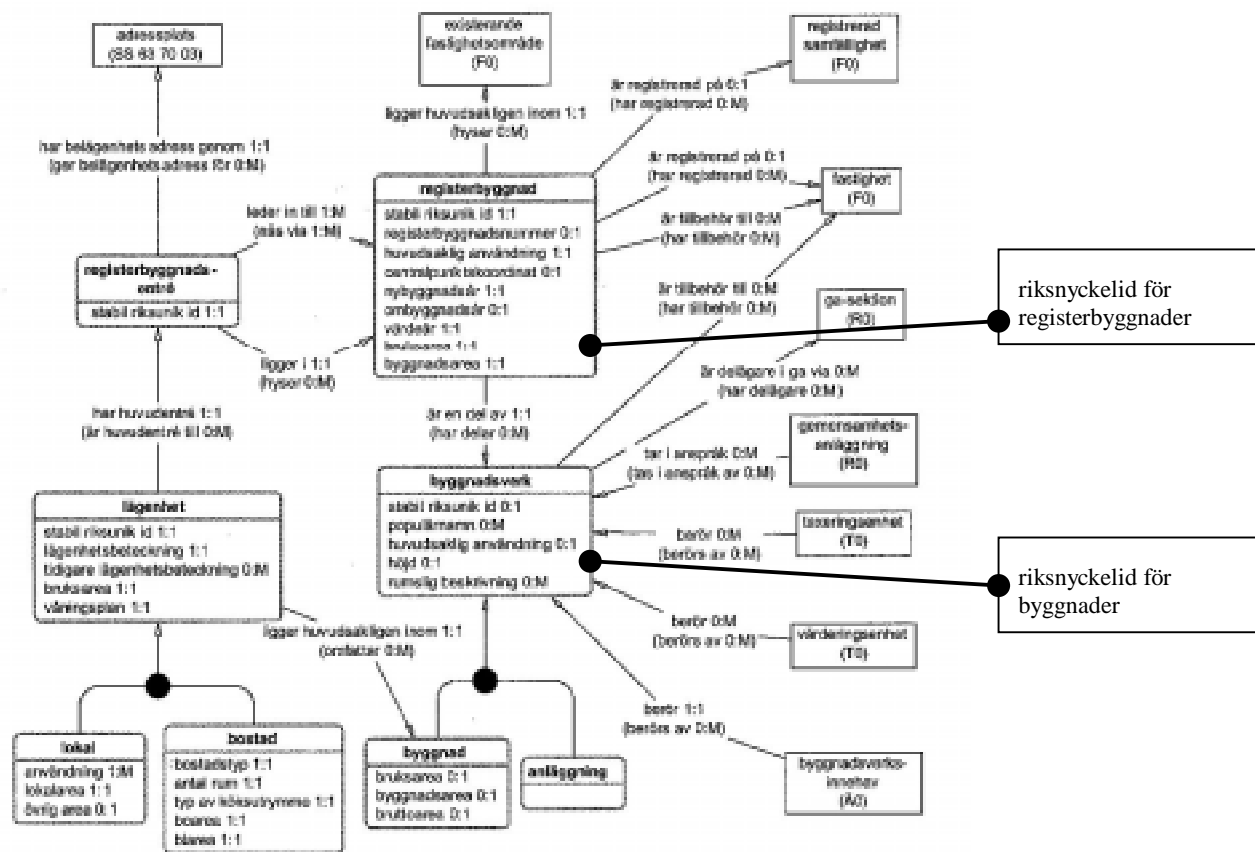 adressplats
(SS 63 70 03)
existerande
fastighetsområde
(F0)
registrerad
samfällighet
(F0)
är registrerad på 0:1
(har registrerad 0:M)
ligger huvudsakligen inom 1:1
(hyser 0:M)
har belägenhets adress genom 1:1
(ger belägenhets adress för 0:M)
är registrerad på 0:1
(har registrerad 0:M)
fastighet
(F0)
registerbyggnad
stabil riksunik id 1:1
registerbyggnadsnummer 0:1
huvudsaklig användning 1:1
centralpunktskoordinat 0:1
nybyggnadsår 1:1
ombyggnadsår 0:1
värdeår 1:1
bruksarea 1:1
byggnadsarea 1:1
leder in till 1:M
(nås via 1:M)
är tillbehör till 0:M
(har tillbehör 0:M)
registerbyggnads-
entré
stabil riksunik id 1:1
är tillbehör till 0:M
(har tillbehör 0:M)
ga-sektion
(R0)
riksnyckelid för
registerbyggnader
ligger i 1:1
(hyser 0:M)
är delägare i ga via 0:M
(har delägare 0:M)
har huvudentré 1:1
(är huvudentré till 0:M)
är en del av 1:1
(har delar 0:M)
gemensamhets-
anläggning
(R0)
tar i anspråk 0:M
(tas i anspråk av 0:M)
byggnadsverk
stabil riksunik id 0:1
populärnamn 0:M
huvudsaklig användning 0:1
höjd 0:1
rumslig beskrivning 0:M
lägenhet
stabil riksunik id 1:1
lägenhetsbeteckning 1:1
tidigare lägenhetsbeteckning 0:M
bruksarea 1:1
våningsplan 1:1
berör 0:M
(berörs av 0:M)
taxeringsenhet
(T0)
riksnyckelid för
byggnader
ligger huvudsakligen inom 1:1
(omfattar 0:M)
berör 0:M
(berörs av 0:M)
värderingsenhet
(T0)
berör 1:1
(berörs av 0:M)
byggnadsverks-
innehav
(Ä0)
lokal
användning 1:M
lokalarea 1:1
övrig area 0:1
bostad
bostadstyp 1:1
antal rum 1:1
typ av köksutrymme 1:1
boarea 1:1
biarea 1:1
byggnad
bruksarea 0:1
byggnadsarea 0:1
bruttoarea 0:1
anläggning